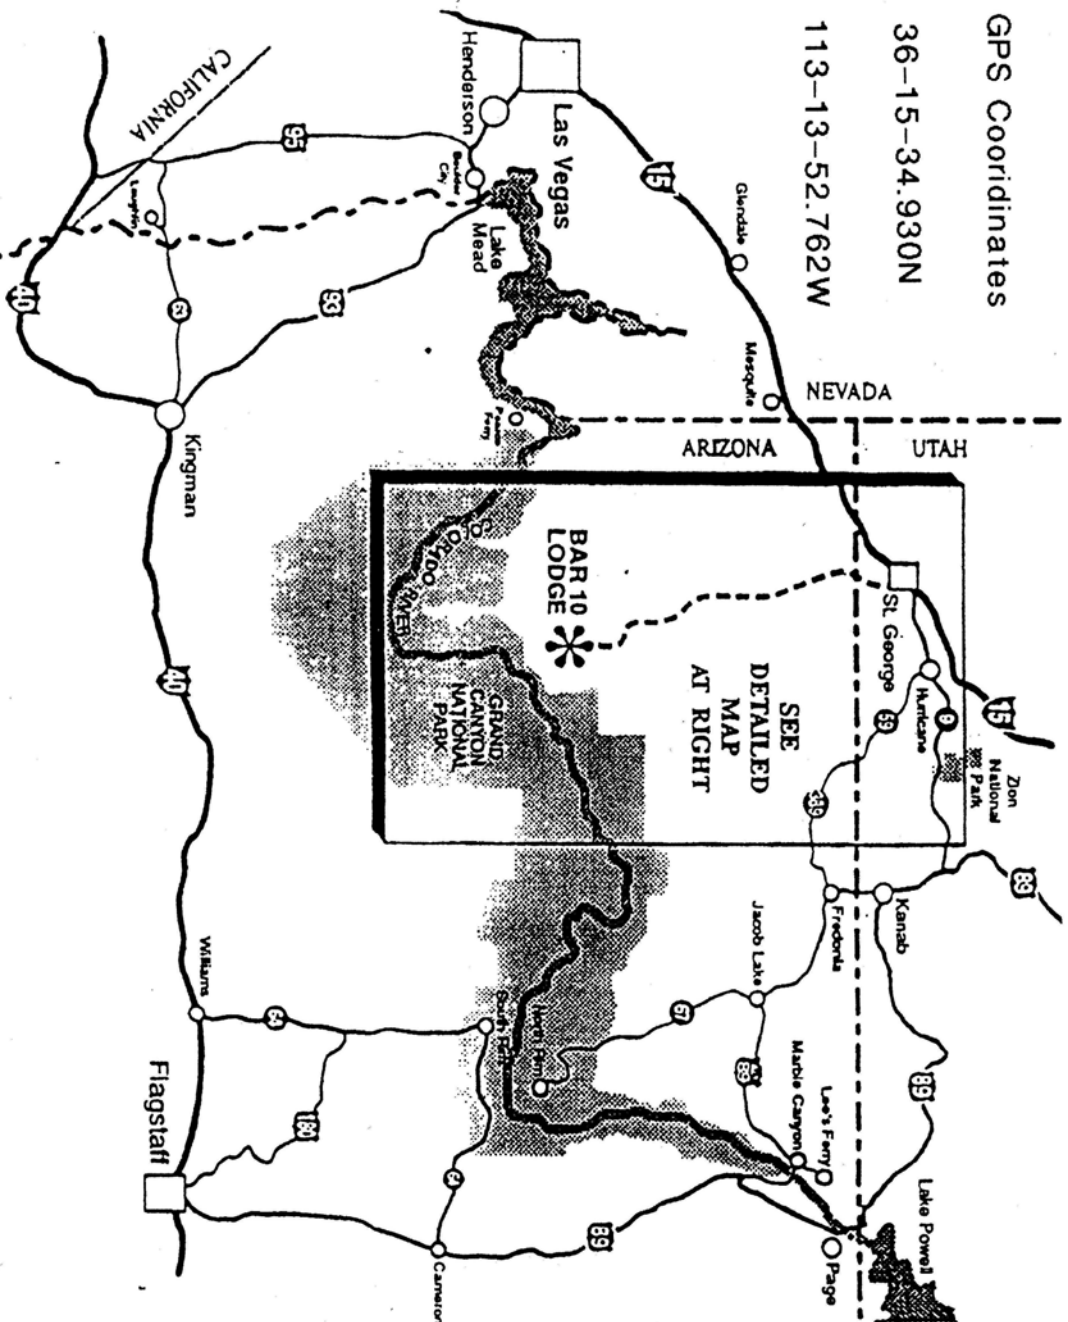 GPS Cooridinates
36-15-34.930N
113-13-52.762W
Las Vegas
Henderson
Boulder
City
Lake
Mead
CALIFORNIA
95
Laughlin
93
40
Kingman
15
Glendale
Mesquite
NEVADA
ARIZONA
UTAH
Ferry
BAR 10
LODGE
COLORADO RIVER
GRAND
CANYON
NATIONAL
PARK
SEE
DETAILED
MAP
AT RIGHT
St. George
Hurricane
9
59
389
15
Zion
National
Park
89
Kanab
Fredonia
Jacob Lake
67
89
Marble Canyon
Lee's Ferry
89
Lake Powell
Page
North Rim
South Rim
40
Williams
64
180
Flagstaff
89
Cameron